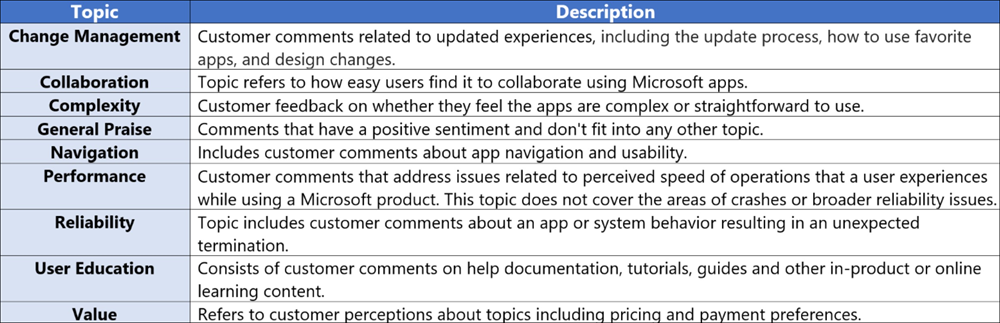 Topic Description
Change Management Customer comments related to updated experiences, including the update process, how to use favorite
apps, and design changes.
Collaboration Topic refers to how easy users find it to collaborate using Microsoft apps.
Complexity Customer feedback on whether they feel the apps are complex or straightforward to use.
General Praise Comments that have a positive sentiment and don't fit into any other topic.
Navigation Includes customer comments about app navigation and usability.
Performance Customer comments that address issues related to perceived speed of operations that a user experiences
while using a Microsoft product. This topic does not cover the areas of crashes or broader reliability issues.
Reliability Topic includes customer comments about an app or system behavior resulting in an unexpected
termination.
User Education Consists of customer comments on help documentation, tutorials, guides and other in-product or online
learning content.
Value Refers to customer perceptions about topics including pricing and payment preferences.